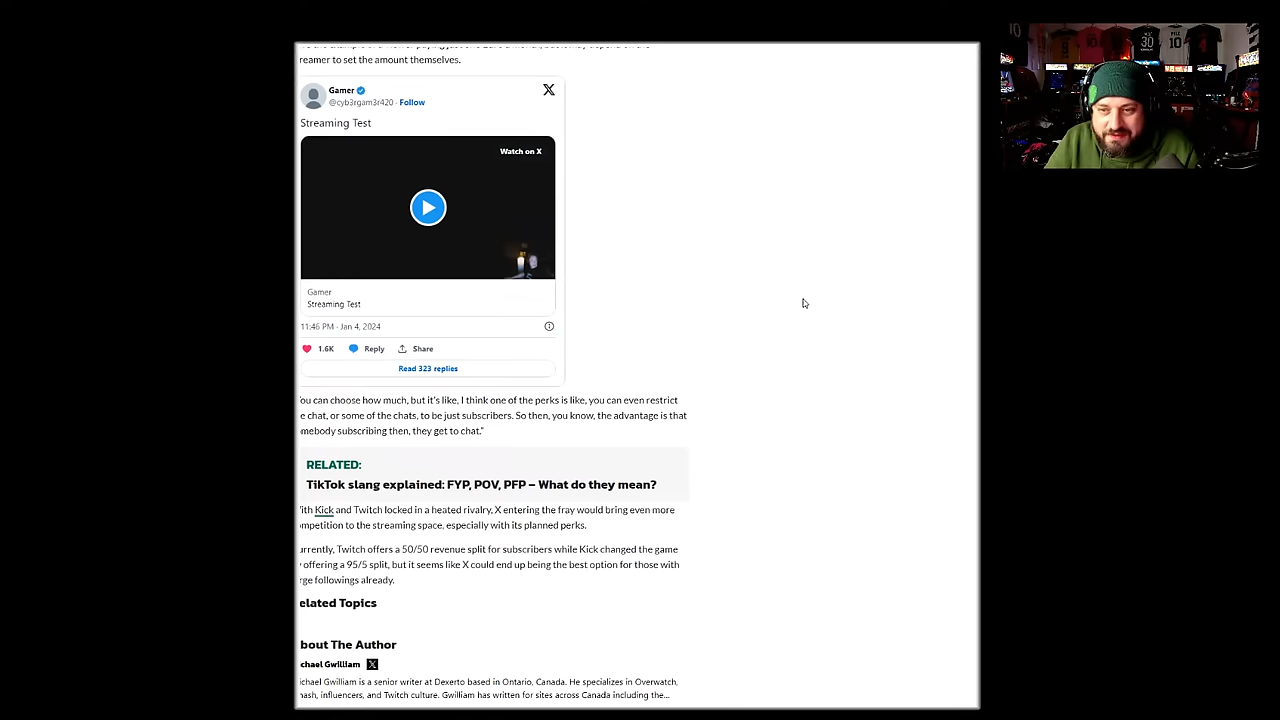 reamer to set the amount themselves.
Gamer
@cyb3rgam3r420 · Follow
Streaming Test
Watch on X
Gamer
Streaming Test
11:46 PM · Jan 4, 2024
1.6K Reply Share
Read 323 replies
ou can choose how much, but it's like, I think one of the perks is like, you can even restrict
e chat, or some of the chats, to be just subscribers. So then, you know, the advantage is that
mebody subscribing then, they get to chat."
RELATED:
TikTok slang explained: FYP, POV, PFP – What do they mean?
ith Kick and Twitch locked in a heated rivalry, X entering the fray would bring even more
mpetition to the streaming space, especially with its planned perks.
urrently, Twitch offers a 50/50 revenue split for subscribers while Kick changed the game
offering a 95/5 split, but it seems like X could end up being the best option for those with
rge followings already.
elated Topics
bout The Author
chael Gwilliam
ichael Gwilliam is a senior writer at Dexerto based in Ontario, Canada. He specializes in Overwatch,
mash, influencers, and Twitch culture. Gwilliam has written for sites across Canada including the...
10
30
10